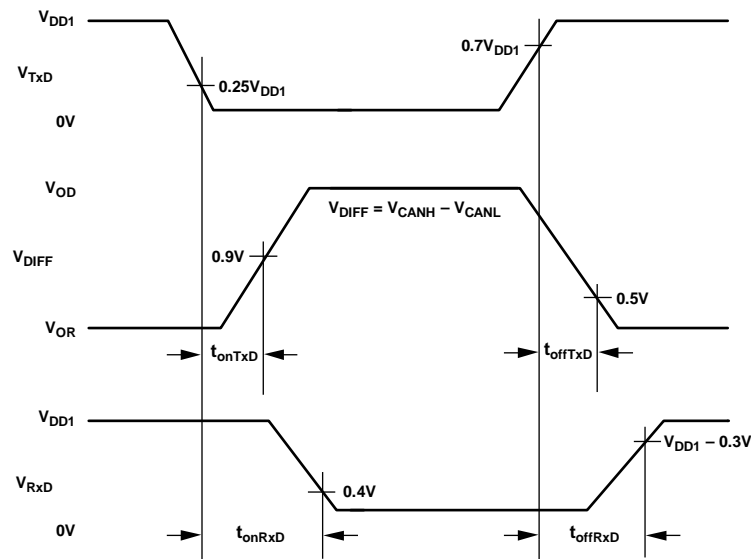 VDD1
0.7VDD1
VTxD
0.25VDD1
0V
VOD
VDIFF = VCANH – VCANL
VDIFF
0.9V
0.5V
VOR
tonTxD
toffTxD
VDD1
VDD1 – 0.3V
VRxD
0.4V
0V
tonRxD
toffRxD